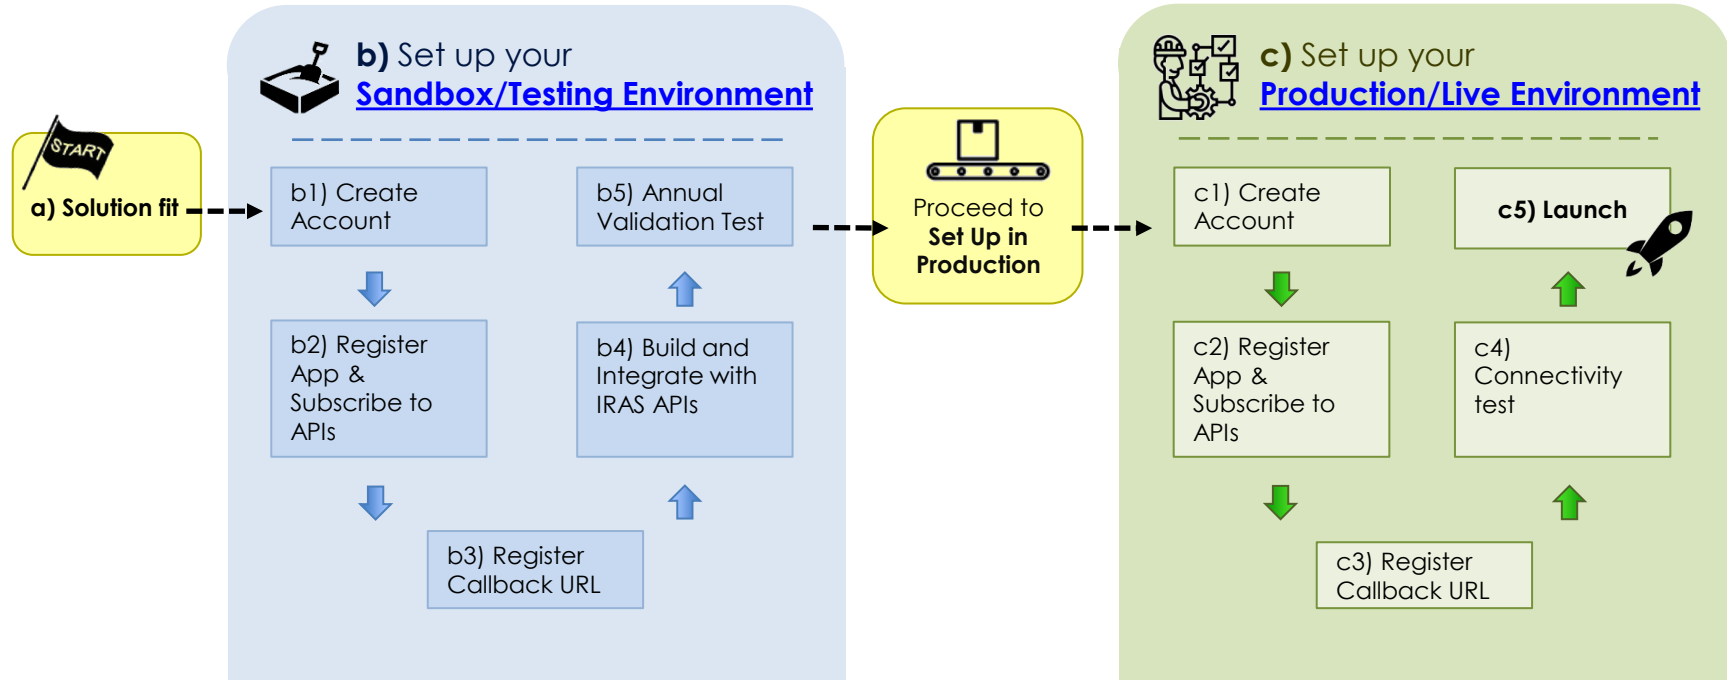 START
a) Solution fit
b) Set up your
Sandbox/Testing Environment
b1) Create
Account
b2) Register
App &
Subscribe to
APIs
b3) Register
Callback URL
b4) Build and
Integrate with
IRAS APIs
b5) Annual
Validation Test
Proceed to
Set Up in
Production
c) Set up your
Production/Live Environment
c1) Create
Account
c2) Register
App &
Subscribe to
APIs
c3) Register
Callback URL
c4)
Connectivity
test
c5) Launch